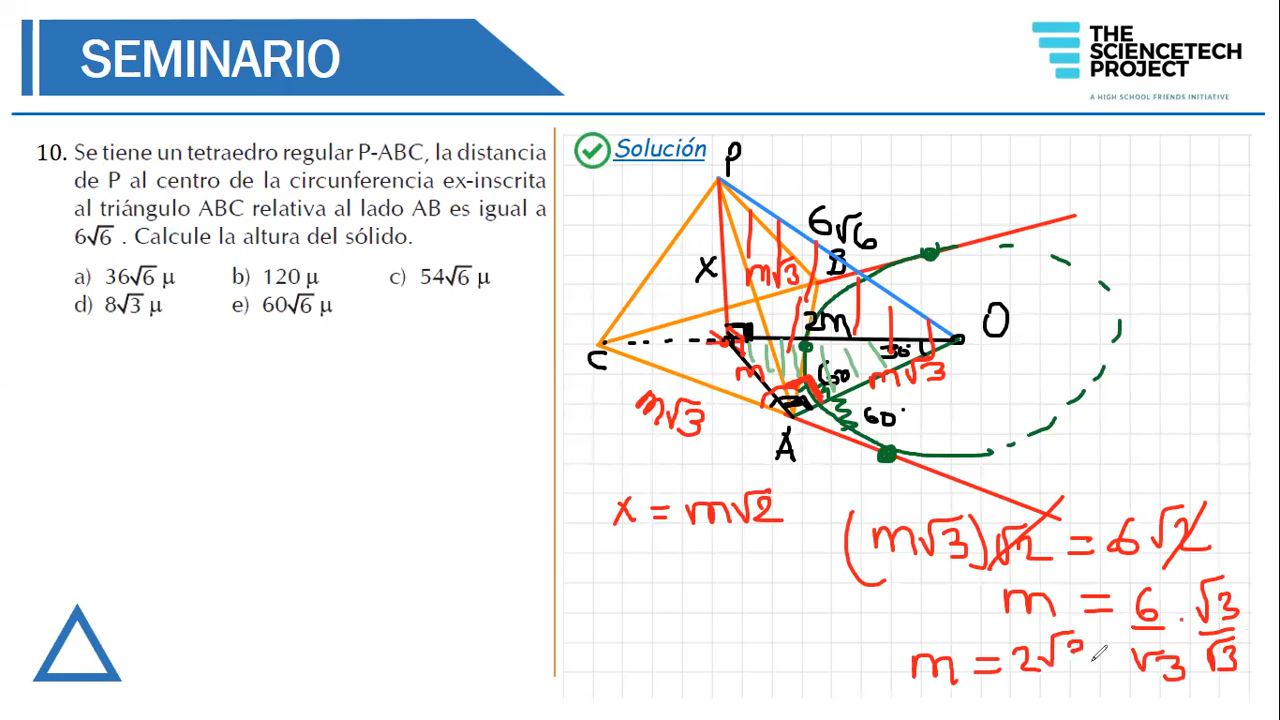 SEMINARIO
THE
SCIENCETECH
PROJECT
A HIGH SCHOOL FRIENDS INITIATIVE
10. Se tiene un tetraedro regular P-ABC, la distancia
de P al centro de la circunferencia ex-inscrita
al triángulo ABC relativa al lado AB es igual a
6√6 . Calcule la altura del sólido.
a) 36√6 μ b) 120 μ c) 54√6 μ
d) 8√3 μ e) 60√6 μ
Solución
P
6√6
B
x
m√3
2m
O
C
30°
m
60
m√3
m√3
60°
A
x = m√2
(m√3)√2 = 6√2
m = 6/√3 · √3/√3
m = 2√3